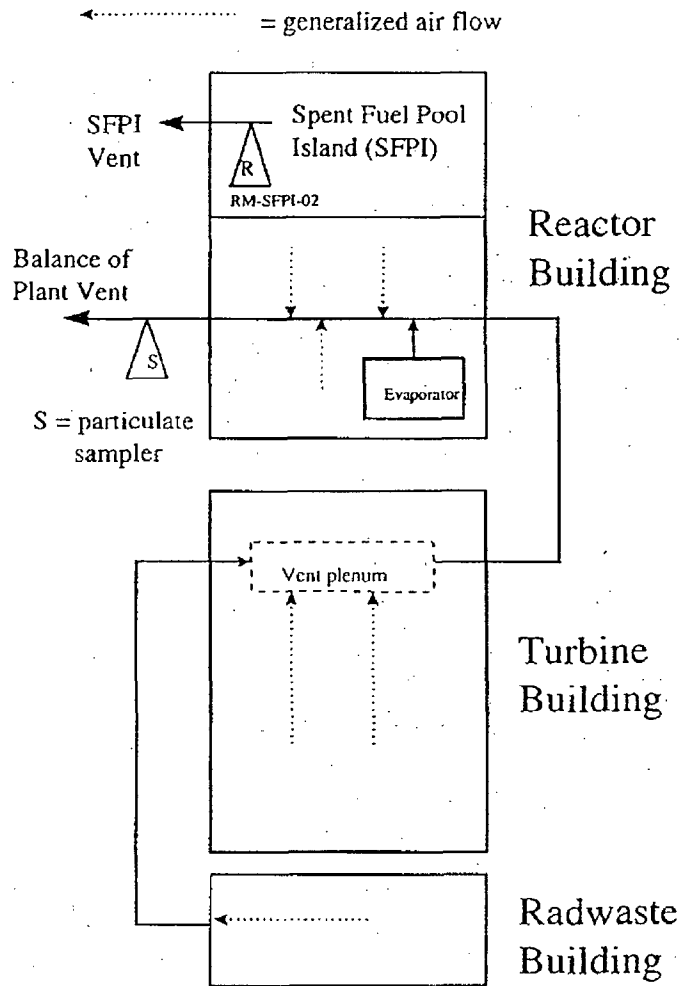 = generalized air flow
SFPI
Vent
Spent Fuel Pool
Island (SFPI)
R
RM-SFPI-02
Reactor
Building
Balance of
Plant Vent
S
Evaporator
S = particulate
sampler
Vent plenum
Turbine
Building
Radwaste
Building